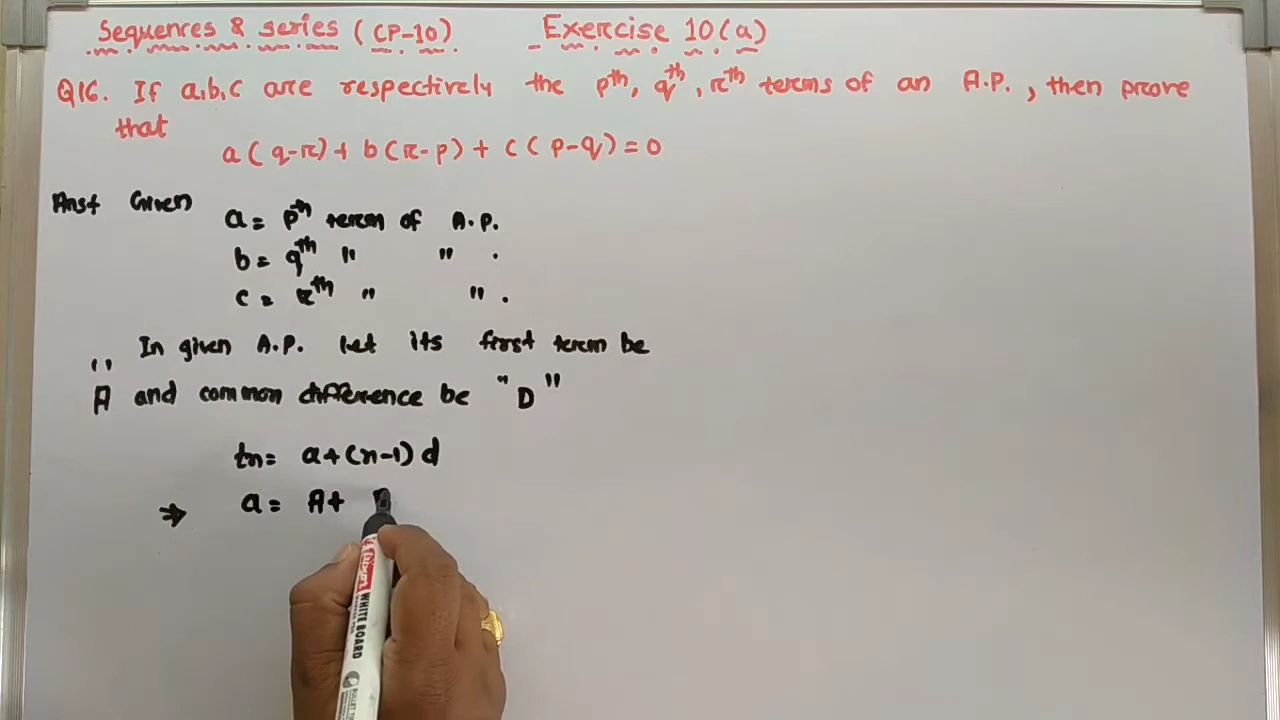 Sequences & series (CP-10) Exercise 10(a)
Q16. If a,b,c are respectively the pth, qth, rth terms of an A.P., then prove
that
a(q-r)+ b(r-p)+ c(p-q)=0
Given
a= pth term of A.P.
b= qth " " .
c= rth " " .
In given A.P. let its first term be
"A and common difference be "D"
tn= a+(n-1)d
⇒ a= A+
WHITE BOARD